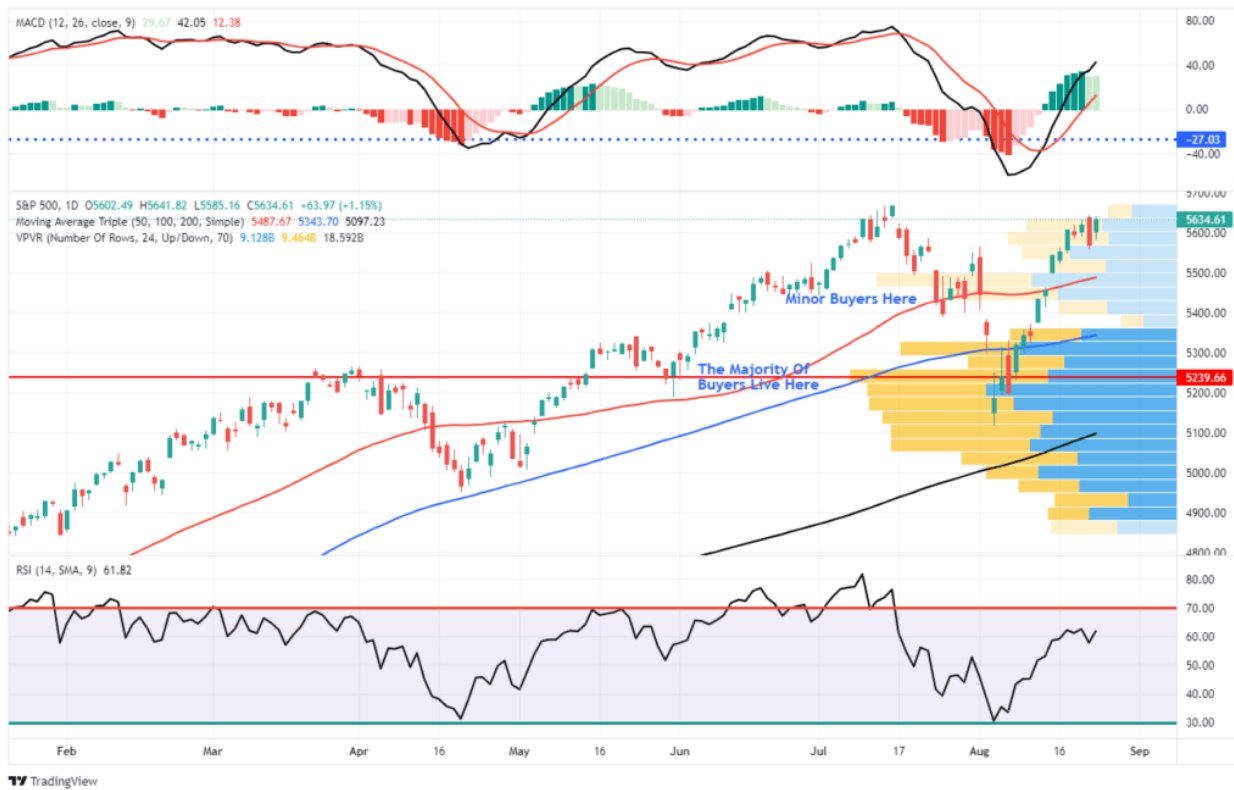 MACD (12, 26, close, 9) 29.67 42.05 12.38
80.00
40.00
0.00
-27.03
-40.00
5700.00
S&P 500, 1D O5602.49 H5641.82 L5585.16 C5634.61 +63.97 (+1.15%)
Moving Average Triple (50, 100, 200, Simple) 5487.67 5343.70 5097.23
VPVR (Number Of Rows, 24, Up/Down, 70) 9.128B 9.464B 18.592B
5634.61
5600.00
5500.00
Minor Buyers Here
5400.00
5300.00
The Majority Of
Buyers Live Here
5239.66
5200.00
5100.00
5000.00
4900.00
4800.00
RSI (14, SMA, 9) 61.82
80.00
70.00
60.00
50.00
40.00
30.00
Feb Mar Apr 16 May 16 Jun Jul 17 Aug 16 Sep
TradingView